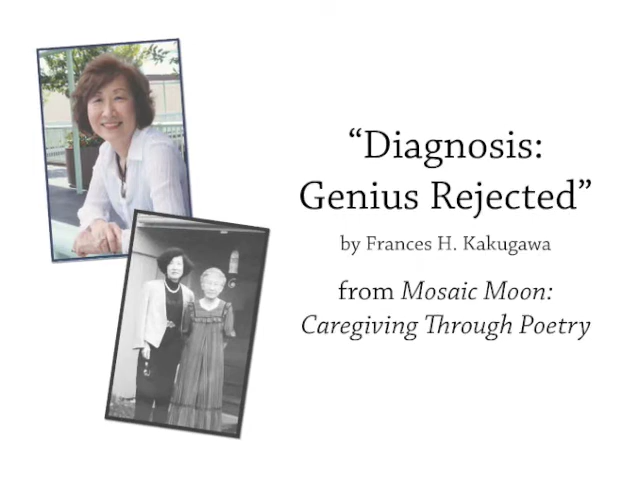 “Diagnosis:
Genius Rejected”
by Frances H. Kakugawa
from Mosaic Moon:
Caregiving Through Poetry